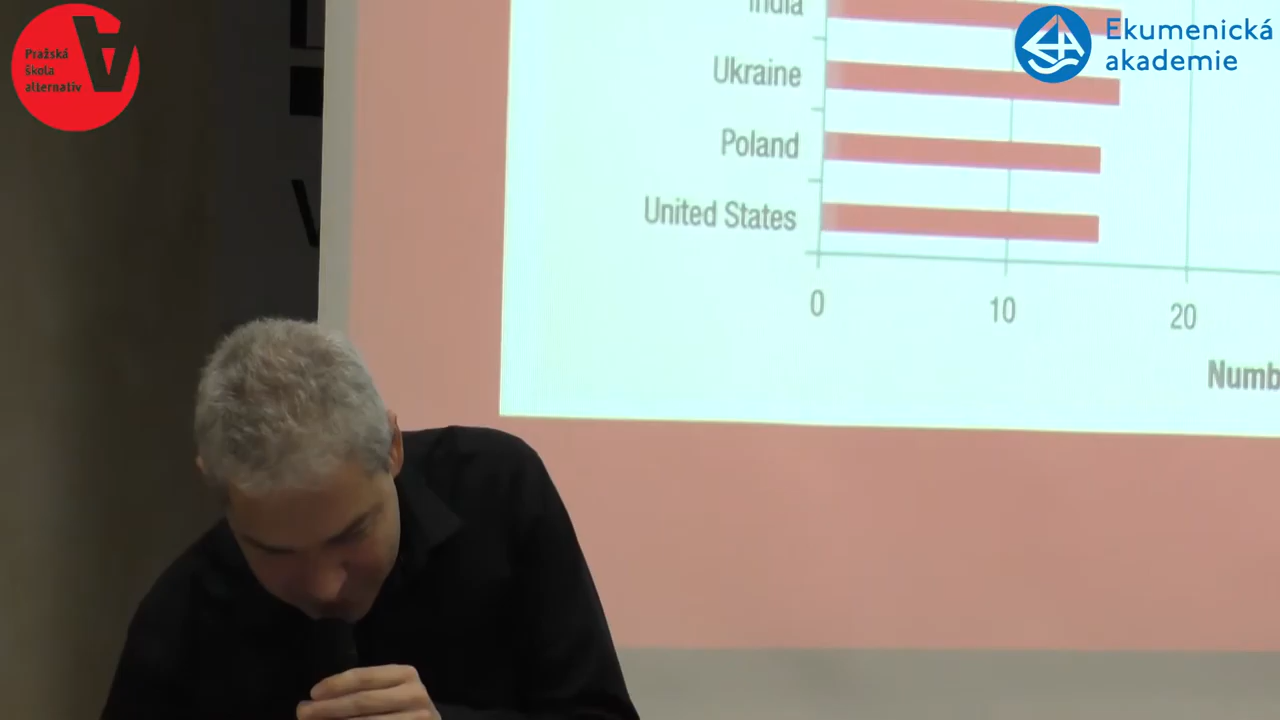 Pražská
škola
alternativ
Ekumenická
akademie
India
Ukraine
Poland
United States
0
10
20